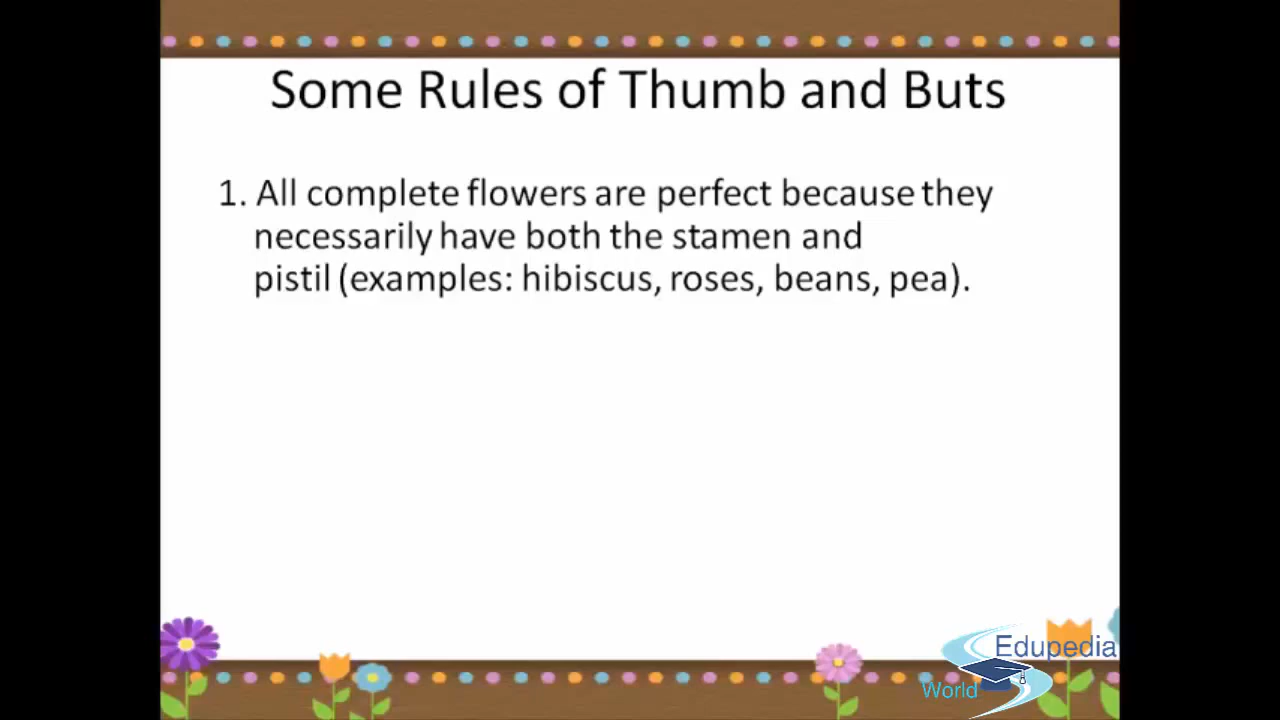 Some Rules of Thumb and Buts
1. All complete flowers are perfect because they
necessarily have both the stamen and
pistil (examples: hibiscus, roses, beans, pea).
Edupedia
World